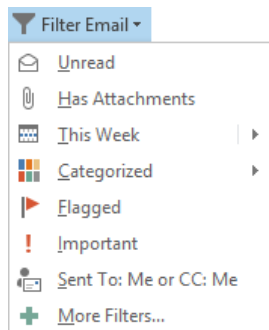 Filter Email
Unread
Has Attachments
This Week
Categorized
Flagged
Important
Sent To: Me or CC: Me
More Filters...